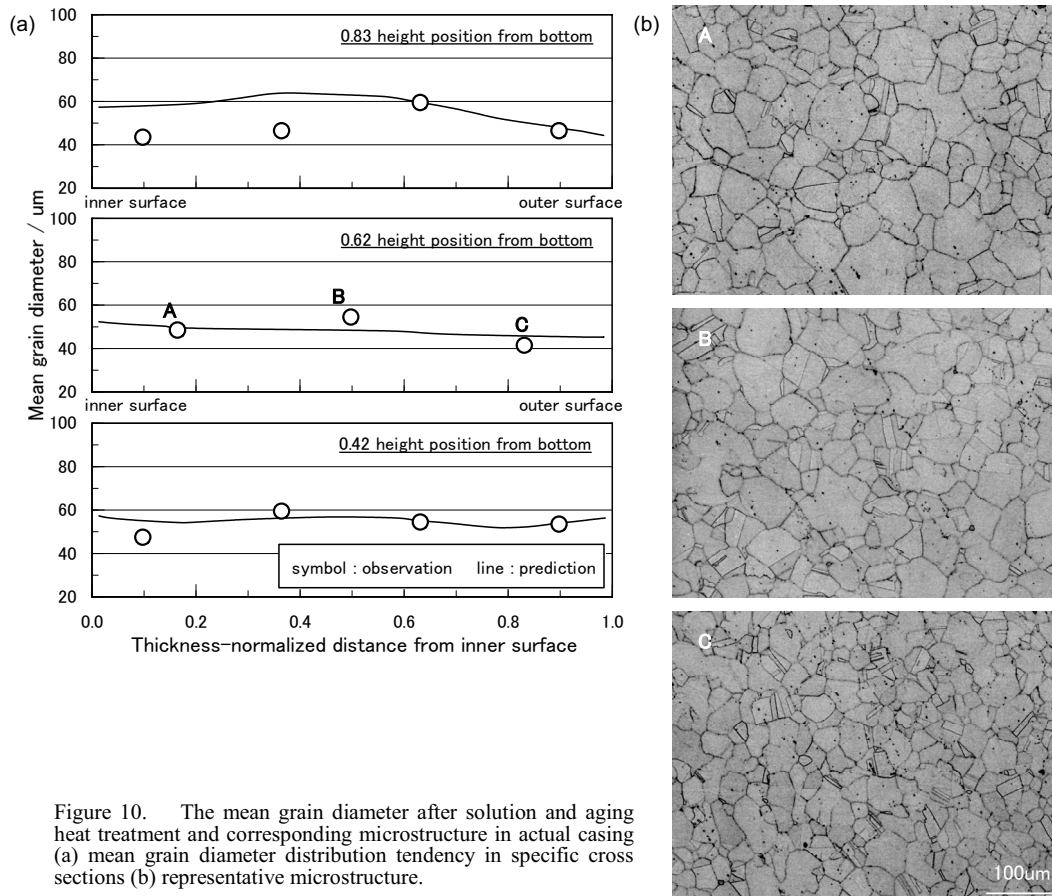 (a)
100
80
60
40
20
0.83 height position from bottom
inner surface
outer surface
Mean grain diameter / um
100
80
60
40
20
0.62 height position from bottom
A
B
C
inner surface
outer surface
100
80
60
40
20
0.42 height position from bottom
symbol : observation line : prediction
0.0 0.2 0.4 0.6 0.8 1.0
Thickness-normalized distance from inner surface
(b)
A
B
C
100um
Figure 10. The mean grain diameter after solution and aging
heat treatment and corresponding microstructure in actual casing
(a) mean grain diameter distribution tendency in specific cross
sections (b) representative microstructure.